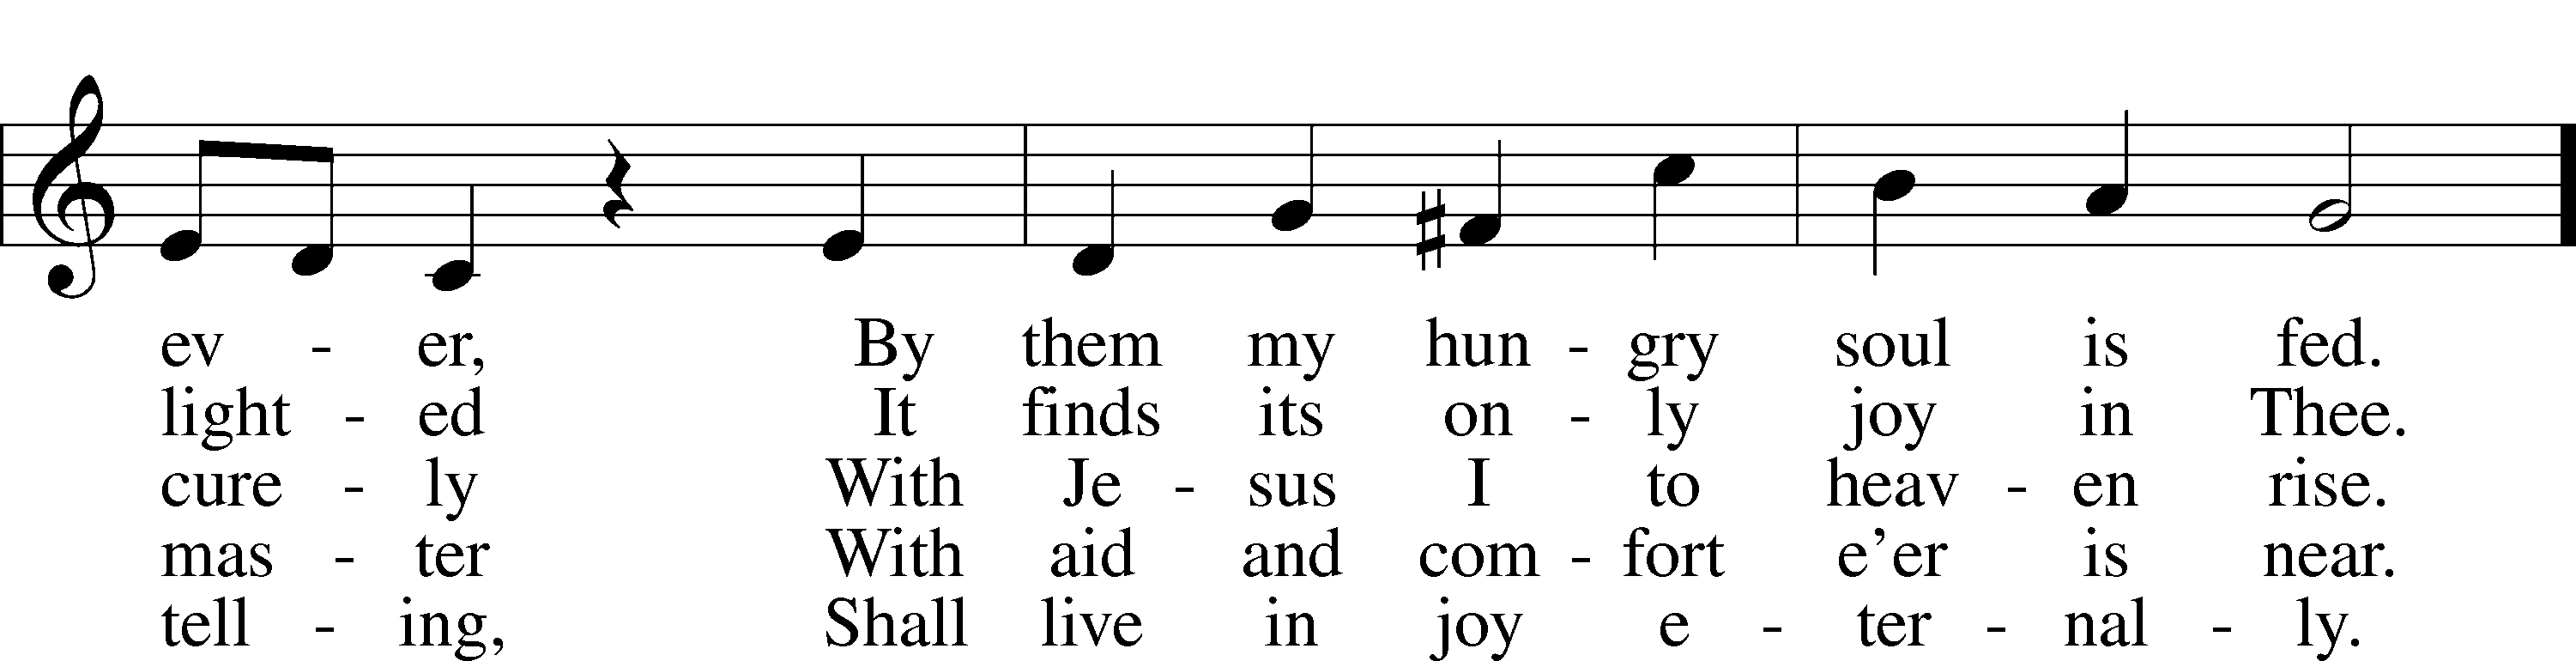 ev - er, By them my hun - gry soul is fed.
light - ed It finds its on - ly joy in Thee.
cure - ly With Je - sus I to heav - en rise.
mas - ter With aid and com - fort e’er is near.
tell - ing, Shall live in joy e - ter - nal - ly.